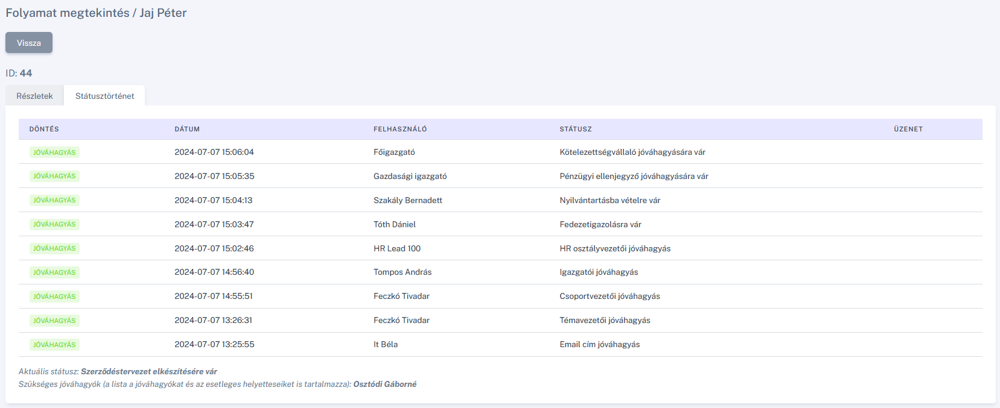 Folyamat megtekintés / Jaj Péter
Vissza
ID: 44
Részletek Státusztörténet
DÖNTÉS DÁTUM FELHASZNÁLÓ STÁTUSZ ÜZENET
JÓVÁHAGYÁS 2024-07-07 15:06:04 Főigazgató Kötelezettségvállaló jóváhagyására vár
JÓVÁHAGYÁS 2024-07-07 15:05:35 Gazdasági igazgató Pénzügyi ellenjegyző jóváhagyására vár
JÓVÁHAGYÁS 2024-07-07 15:04:13 Szakály Bernadett Nyilvántartásba vételre vár
JÓVÁHAGYÁS 2024-07-07 15:03:47 Tóth Dániel Fedezetigazolásra vár
JÓVÁHAGYÁS 2024-07-07 15:02:46 HR Lead 100 HR osztályvezetői jóváhagyás
JÓVÁHAGYÁS 2024-07-07 14:56:40 Tompos András Igazgatói jóváhagyás
JÓVÁHAGYÁS 2024-07-07 14:55:51 Feczkó Tivadar Csoportvezetői jóváhagyás
JÓVÁHAGYÁS 2024-07-07 13:26:31 Feczkó Tivadar Témavezetői jóváhagyás
JÓVÁHAGYÁS 2024-07-07 13:25:55 It Béla Email cím jóváhagyás
Aktuális státusz: Szerződéstervezet elkészítésére vár
Szükséges jóváhagyók (a lista a jóváhagyókat és az esetleges helyetteseiket is tartalmazza): Osztódi Gáborné